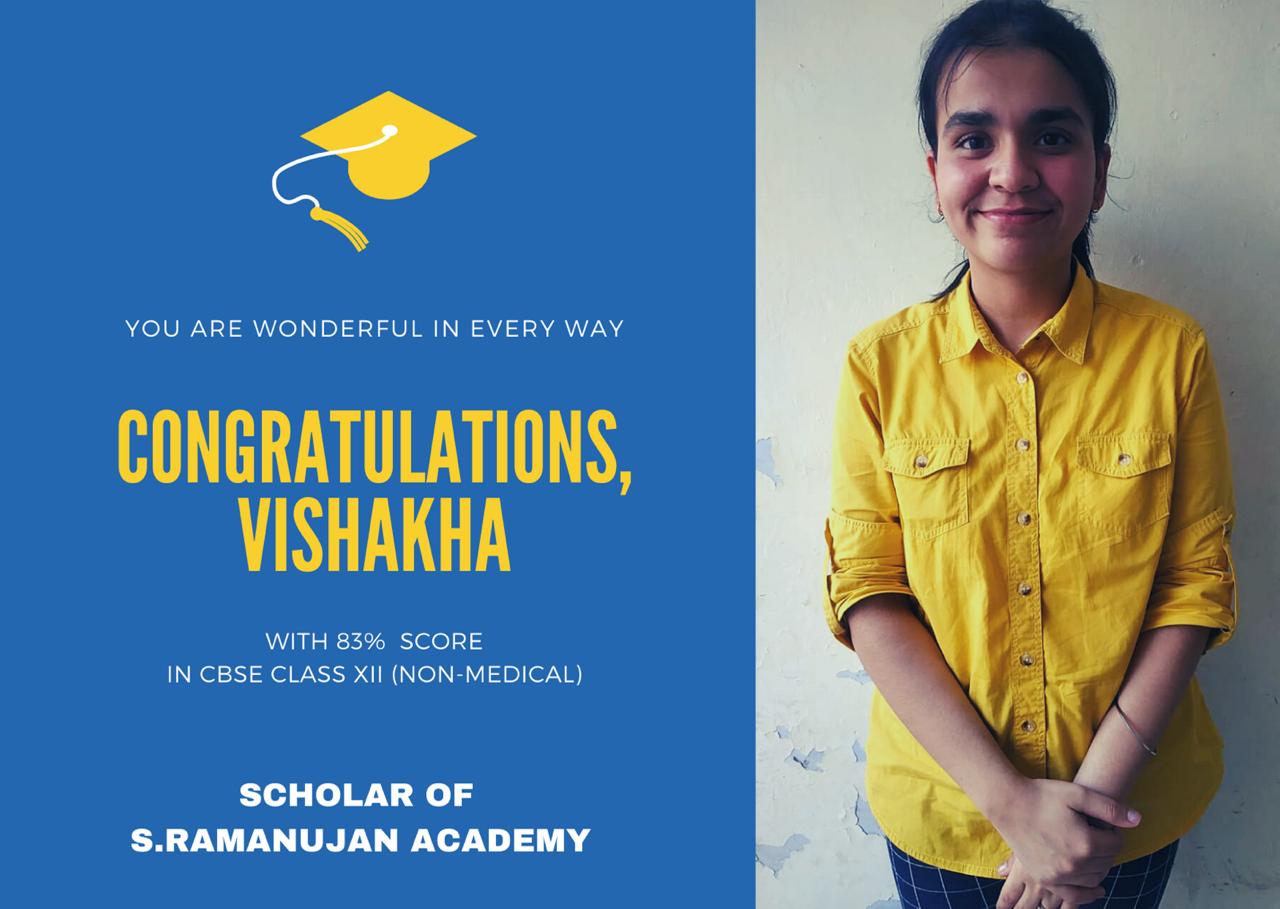 YOU ARE WONDERFUL IN EVERY WAY
CONGRATULATIONS,
VISHAKHA
WITH 83% SCORE
IN CBSE CLASS XII (NON-MEDICAL)
SCHOLAR OF
S.RAMANUJAN ACADEMY